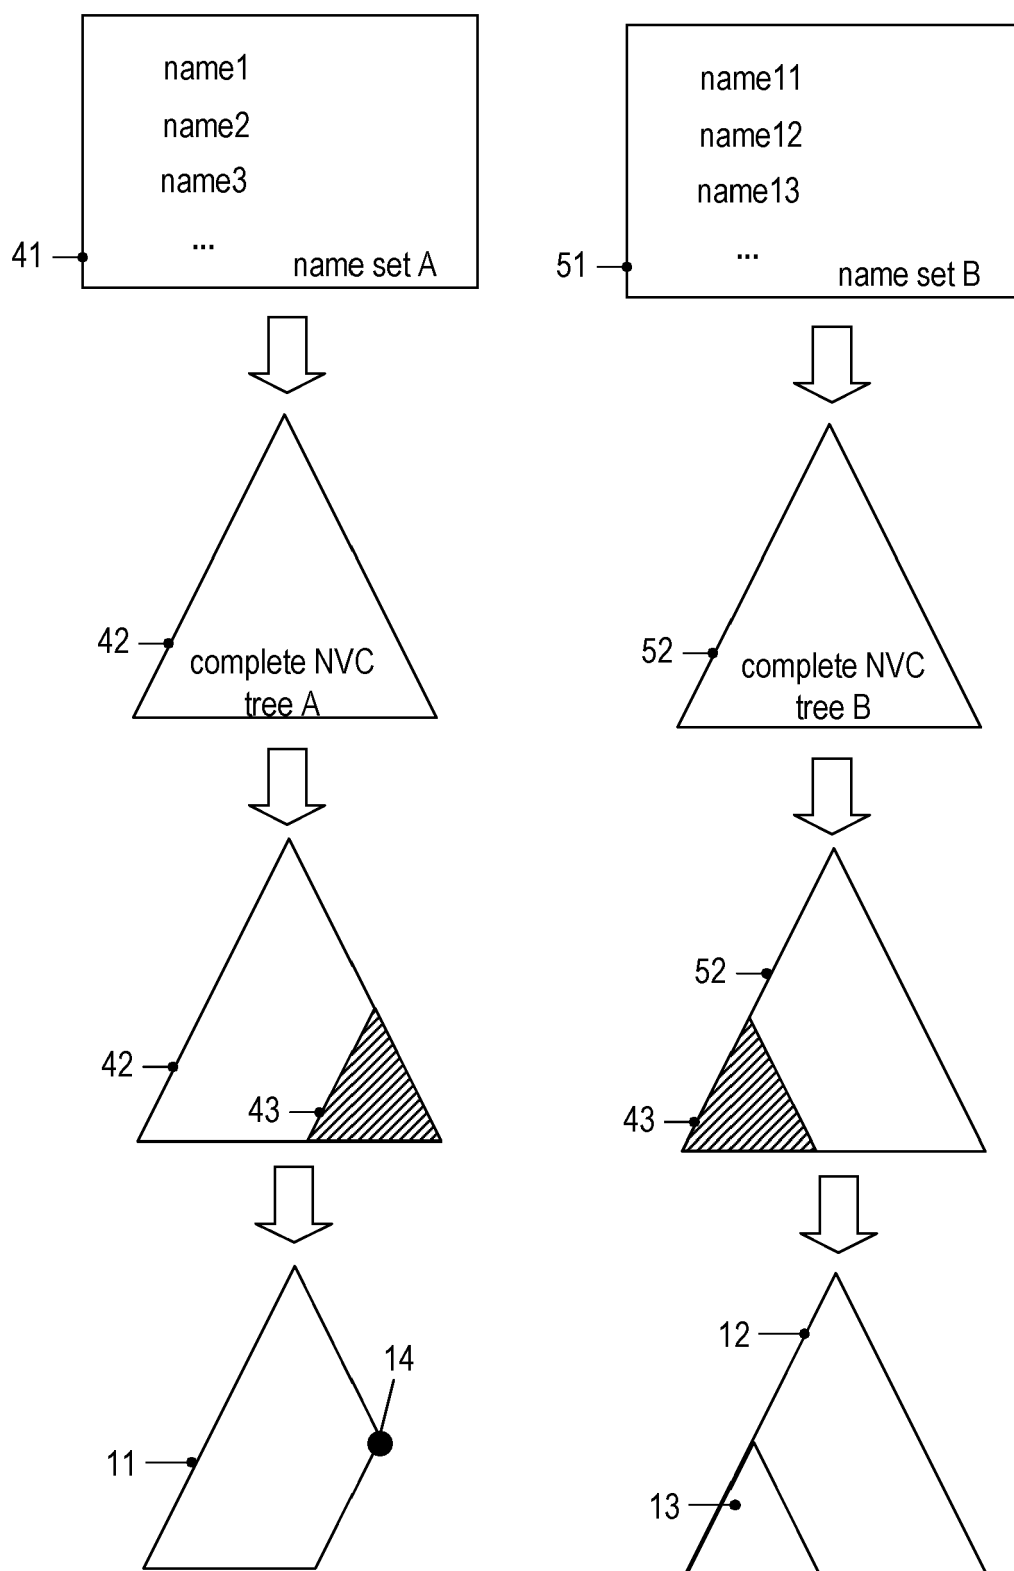 name1
name2
name3
...
41
name set A
name11
name12
name13
...
51
name set B
42
complete NVC
tree A
52
complete NVC
tree B
42
43
52
43
14
11
12
13